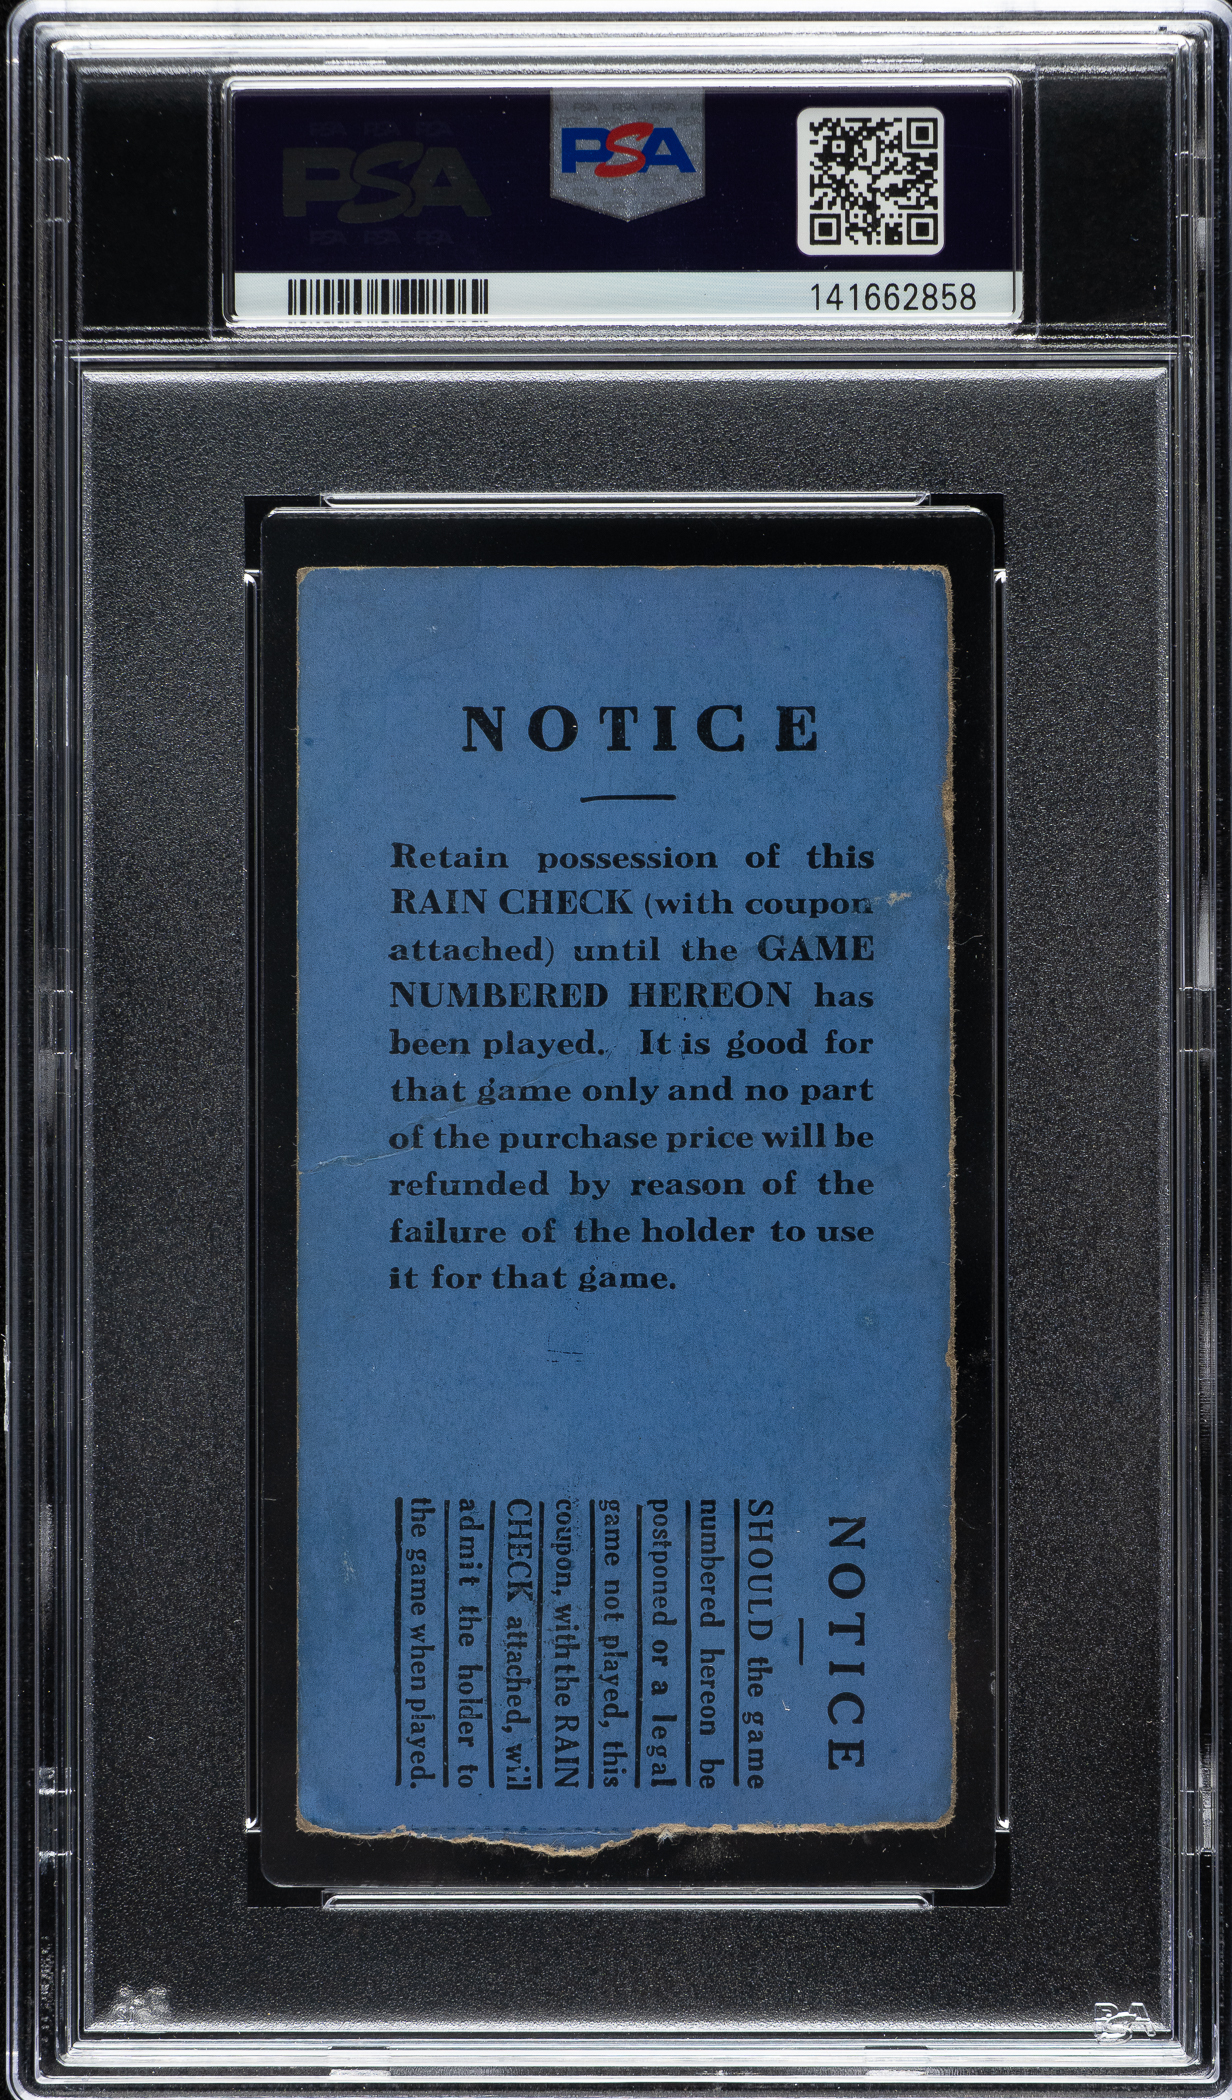 PSA
PSA
141662858
NOTICE
Retain possession of this
RAIN CHECK (with coupon
attached) until the GAME
NUMBERED HEREON has
been played. It is good for
that game only and no part
of the purchase price will be
refunded by reason of the
failure of the holder to use
it for that game.
NOTICE
SHOULD the game
numbered hereon be
postponed or a legal
game not played, this
coupon, with the RAIN
CHECK attached, will
admit the holder to
the game when played.
PSA